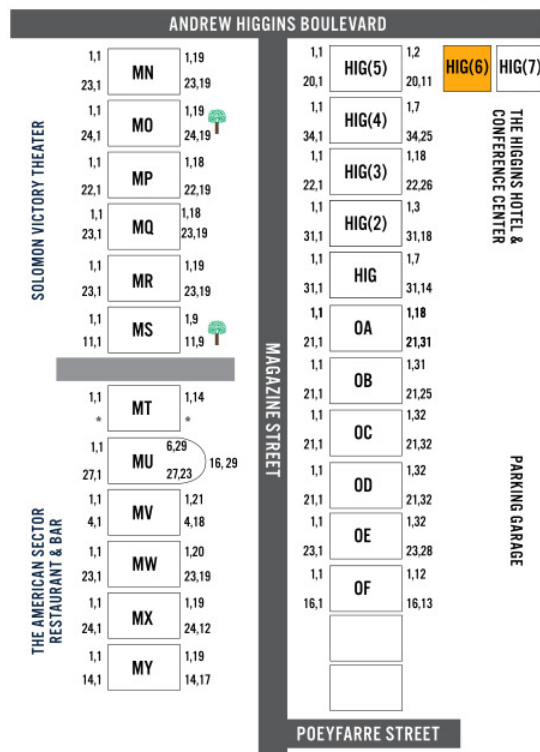 ANDREW HIGGINS BOULEVARD
SOLOMON VICTORY THEATER
1,1 MN 1,19
23,1 23,19
1,1 MO 1,19
24,1 24,19
1,1 MP 1,18
22,1 22,19
1,1 MQ 1,18
23,1 23,19
1,1 MR 1,19
23,1 23,19
1,1 MS 1,9
11,1 11,9
THE AMERICAN SECTOR
RESTAURANT & BAR
1,1 MT 1,14
* *
1,1 MU 6,29
16,29
27,1 27,23
1,1 MV 1,21
4,1 4,18
1,1 MW 1,20
23,1 23,19
1,1 MX 1,19
24,1 24,12
1,1 MY 1,19
14,1 14,17
MAGAZINE STREET
1,1 HIG(5) 1,2
20,1 20,11
HIG(6) HIG(7)
1,1 HIG(4) 1,7
34,1 34,25
1,1 HIG(3) 1,18
22,1 22,26
1,1 HIG(2) 1,3
31,1 31,18
1,1 HIG 1,7
31,1 31,14
1,1 OA 1,18
21,1 21,31
1,1 OB 1,31
21,1 21,25
1,1 OC 1,32
21,1 21,32
1,1 OD 1,32
21,1 21,32
1,1 OE 1,32
23,1 23,28
1,1 OF 1,12
16,1 16,13
THE HIGGINS HOTEL &
CONFERENCE CENTER
PARKING GARAGE
POEYFARRE STREET